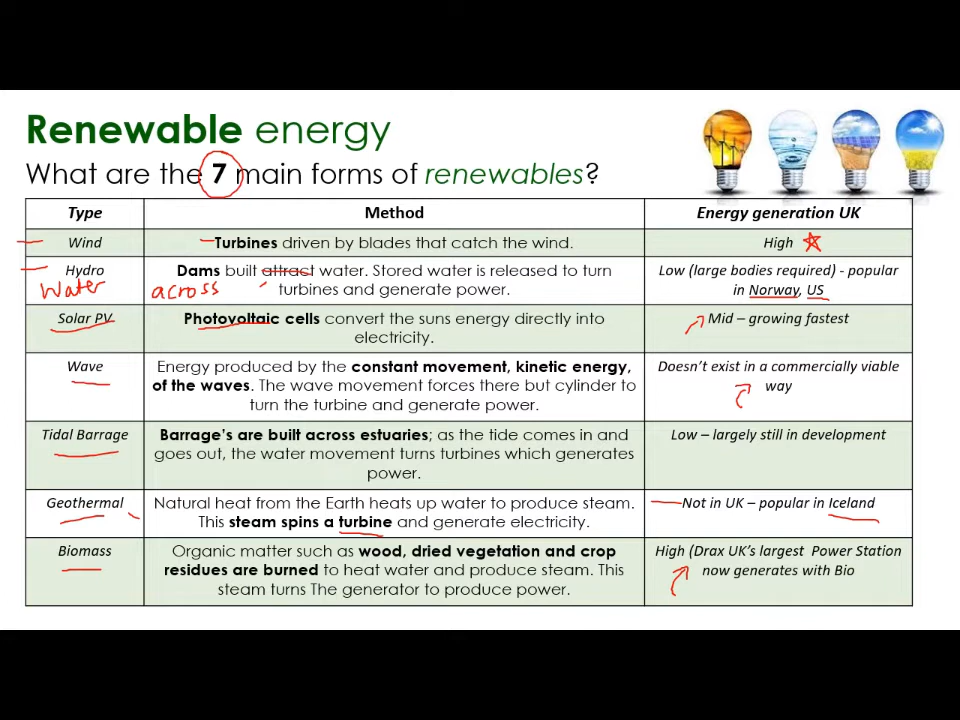 Renewable energy
What are the 7 main forms of renewables?
Type Method Energy generation UK
Wind Turbines driven by blades that catch the wind. High
Hydro Dams built attract water. Stored water is released to turn Low (large bodies required) - popular
Water across turbines and generate power. in Norway, US
Solar PV Photovoltaic cells convert the suns energy directly into Mid – growing fastest
electricity.
Wave Energy produced by the constant movement, kinetic energy, Doesn't exist in a commercially viable
of the waves. The wave movement forces there but cylinder to way
turn the turbine and generate power.
Tidal Barrage Barrage's are built across estuaries; as the tide comes in and Low – largely still in development
goes out, the water movement turns turbines which generates
power.
Geothermal Natural heat from the Earth heats up water to produce steam. Not in UK – popular in Iceland
This steam spins a turbine and generate electricity.
Biomass Organic matter such as wood, dried vegetation and crop High (Drax UK's largest Power Station
residues are burned to heat water and produce steam. This now generates with Bio
steam turns The generator to produce power.